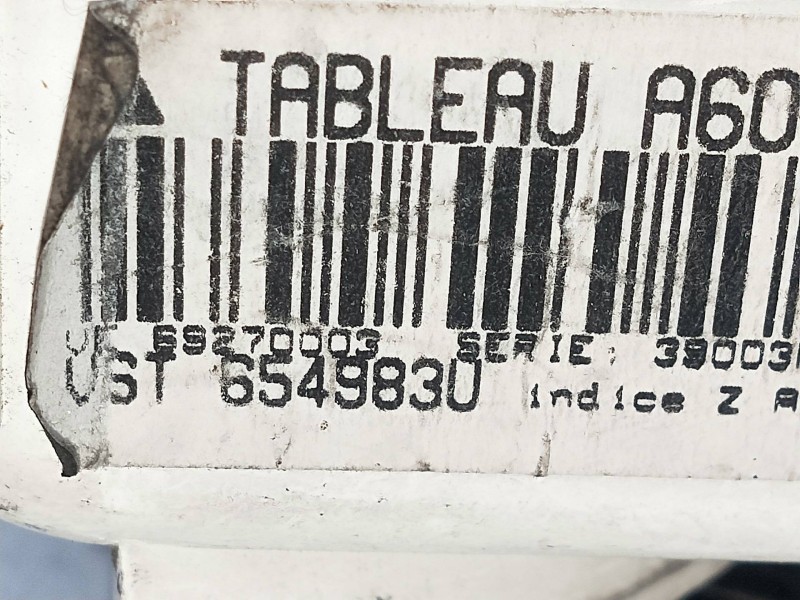 TABLEAU A60
69270003 SERIE: 39003
VST 6549830 indice Z A